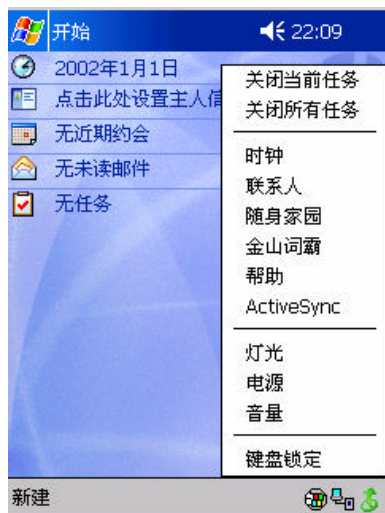 开始 22:09
2002年1月1日
点击此处设置主人信
无近期约会
无未读邮件
无任务
关闭当前任务
关闭所有任务
时钟
联系人
随身家园
金山词霸
帮助
ActiveSync
灯光
电源
音量
键盘锁定
新建